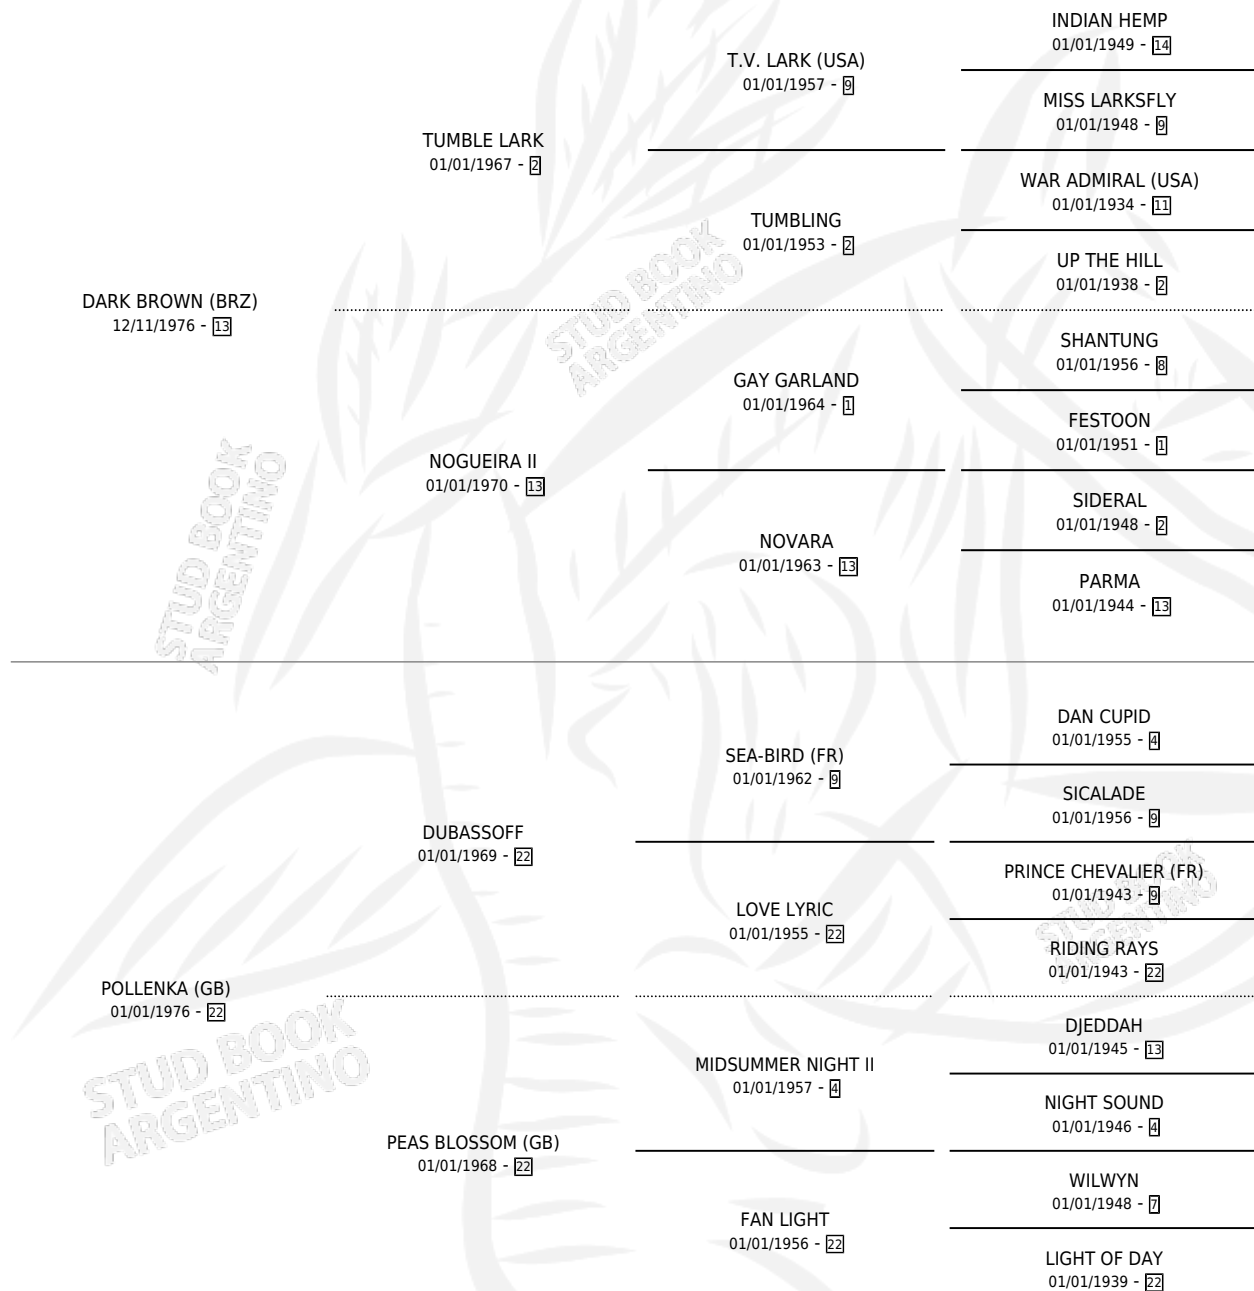 INDIAN HEMP
01/01/1949 - 14
T.V. LARK (USA)
01/01/1957 - 9
MISS LARKSFLY
01/01/1948 - 9
TUMBLE LARK
01/01/1967 - 2
WAR ADMIRAL (USA)
01/01/1934 - 11
TUMBLING
01/01/1953 - 2
UP THE HILL
01/01/1938 - 2
DARK BROWN (BRZ)
12/11/1976 - 13
SHANTUNG
01/01/1956 - 8
GAY GARLAND
01/01/1964 - 1
FESTOON
01/01/1951 - 1
NOGUEIRA II
01/01/1970 - 13
SIDERAL
01/01/1948 - 2
NOVARA
01/01/1963 - 13
PARMA
01/01/1944 - 13
DAN CUPID
01/01/1955 - 4
SEA-BIRD (FR)
01/01/1962 - 9
SICALADE
01/01/1956 - 9
DUBASSOFF
01/01/1969 - 22
PRINCE CHEVALIER (FR)
01/01/1943 - 9
LOVE LYRIC
01/01/1955 - 22
RIDING RAYS
01/01/1943 - 22
POLLENKA (GB)
01/01/1976 - 22
DJEDDAH
01/01/1945 - 13
MIDSUMMER NIGHT II
01/01/1957 - 4
NIGHT SOUND
01/01/1946 - 4
PEAS BLOSSOM (GB)
01/01/1968 - 22
WILWYN
01/01/1948 - 7
FAN LIGHT
01/01/1956 - 22
LIGHT OF DAY
01/01/1939 - 22
STUD BOOK
ARGENTINO
STUD BOOK
ARGENTINO
STUD BOOK
ARGENTINO
STUD BOOK
ARGENTINO